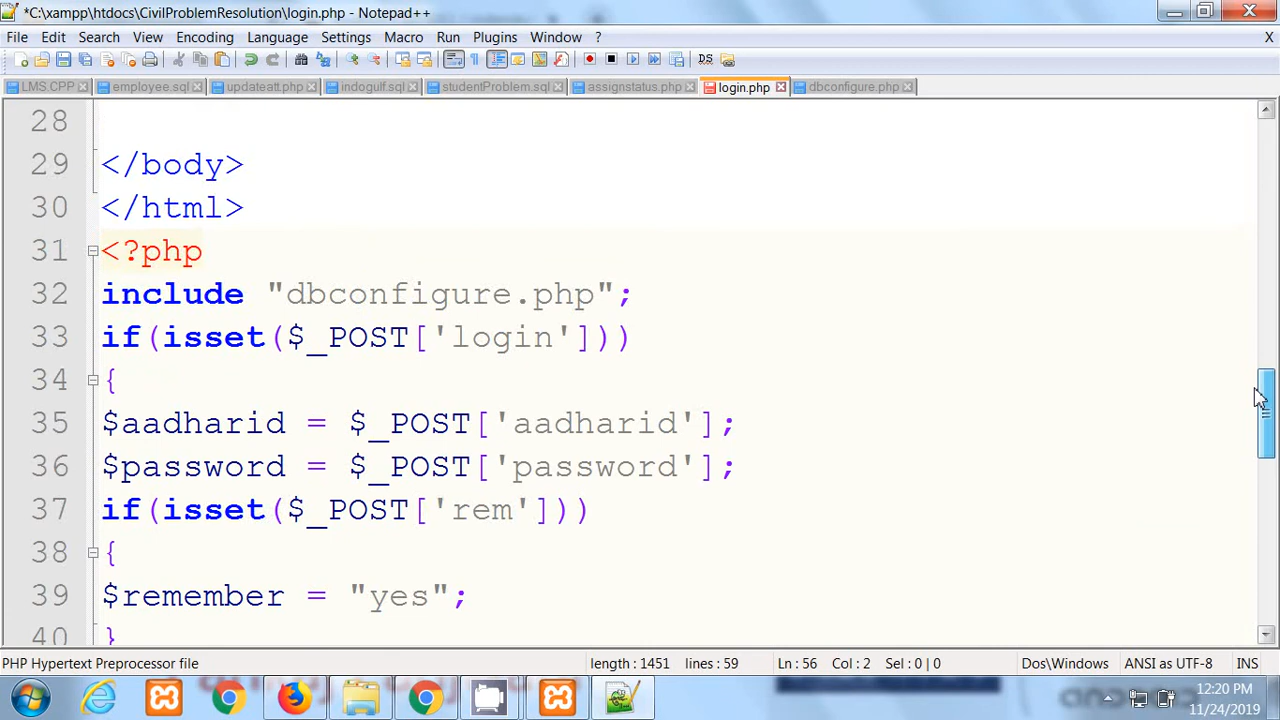 *C:\xampp\htdocs\CivilProblemResolution\login.php - Notepad++
File Edit Search View Encoding Language Settings Macro Run Plugins Window ? X
LMS.CPP employee.sql updateatt.php indogulf.sql studentProblem.sql assignstatus.php login.php dbconfigure.php
28
29 </body>
30 </html>
31 <?php
32 include "dbconfigure.php";
33 if(isset($_POST['login']))
34 {
35 $aadharid = $_POST['aadharid'];
36 $password = $_POST['password'];
37 if(isset($_POST['rem']))
38 {
39 $remember = "yes";
40 }
PHP Hypertext Preprocessor file length : 1451 lines : 59 Ln : 56 Col : 2 Sel : 0 | 0 Dos\Windows ANSI as UTF-8 INS
12:20 PM
11/24/2019